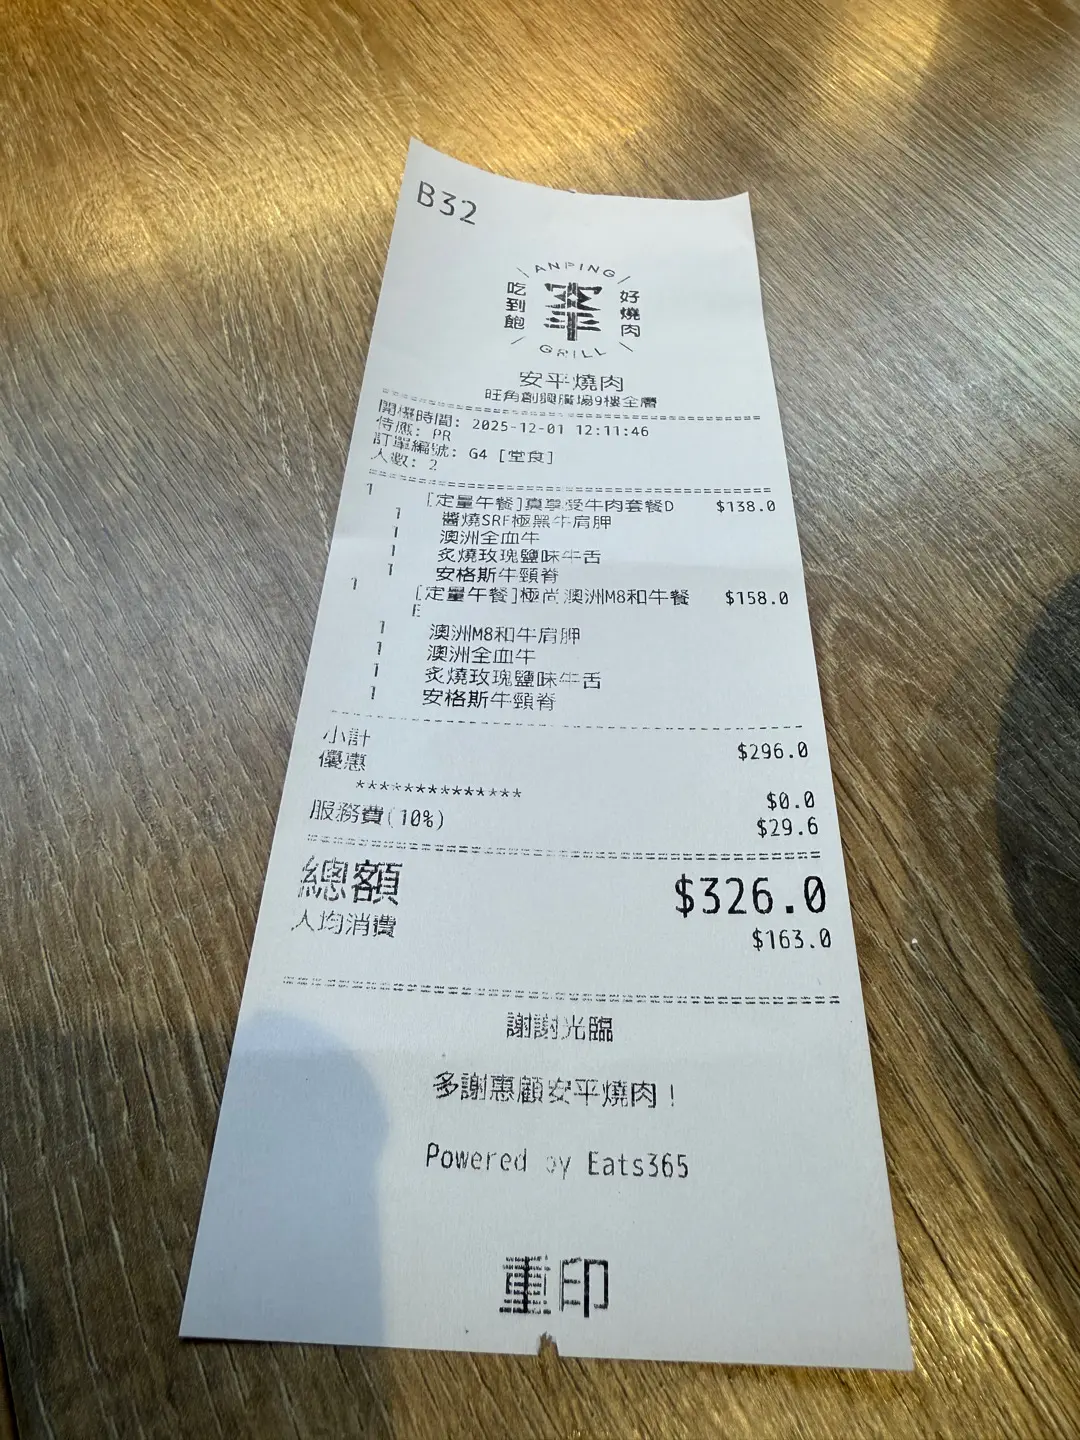 B32
ANPING
吃到飽
安平
好燒肉
GRILL
安平燒肉
旺角創興廣場9樓全層
開檯時間: 2025-12-01 12:11:46
侍應: PR
訂單編號: G4 [堂食]
人數: 2
1 [定量午餐]真享受牛肉套餐D $138.0
1 醬燒SRF極黑牛肩胛
1 澳洲全血牛
1 炙燒玫瑰鹽味牛舌
1 安格斯牛頸脊
1 [定量午餐]極尚澳洲M8和牛餐 $158.0
E
1 澳洲M8和牛肩胛
1 澳洲全血牛
1 炙燒玫瑰鹽味牛舌
1 安格斯牛頸脊
小計 $296.0
優惠
************** $0.0
服務費(10%) $29.6
總額 $326.0
人均消費 $163.0
謝謝光臨
多謝惠顧安平燒肉!
Powered by Eats365
重印